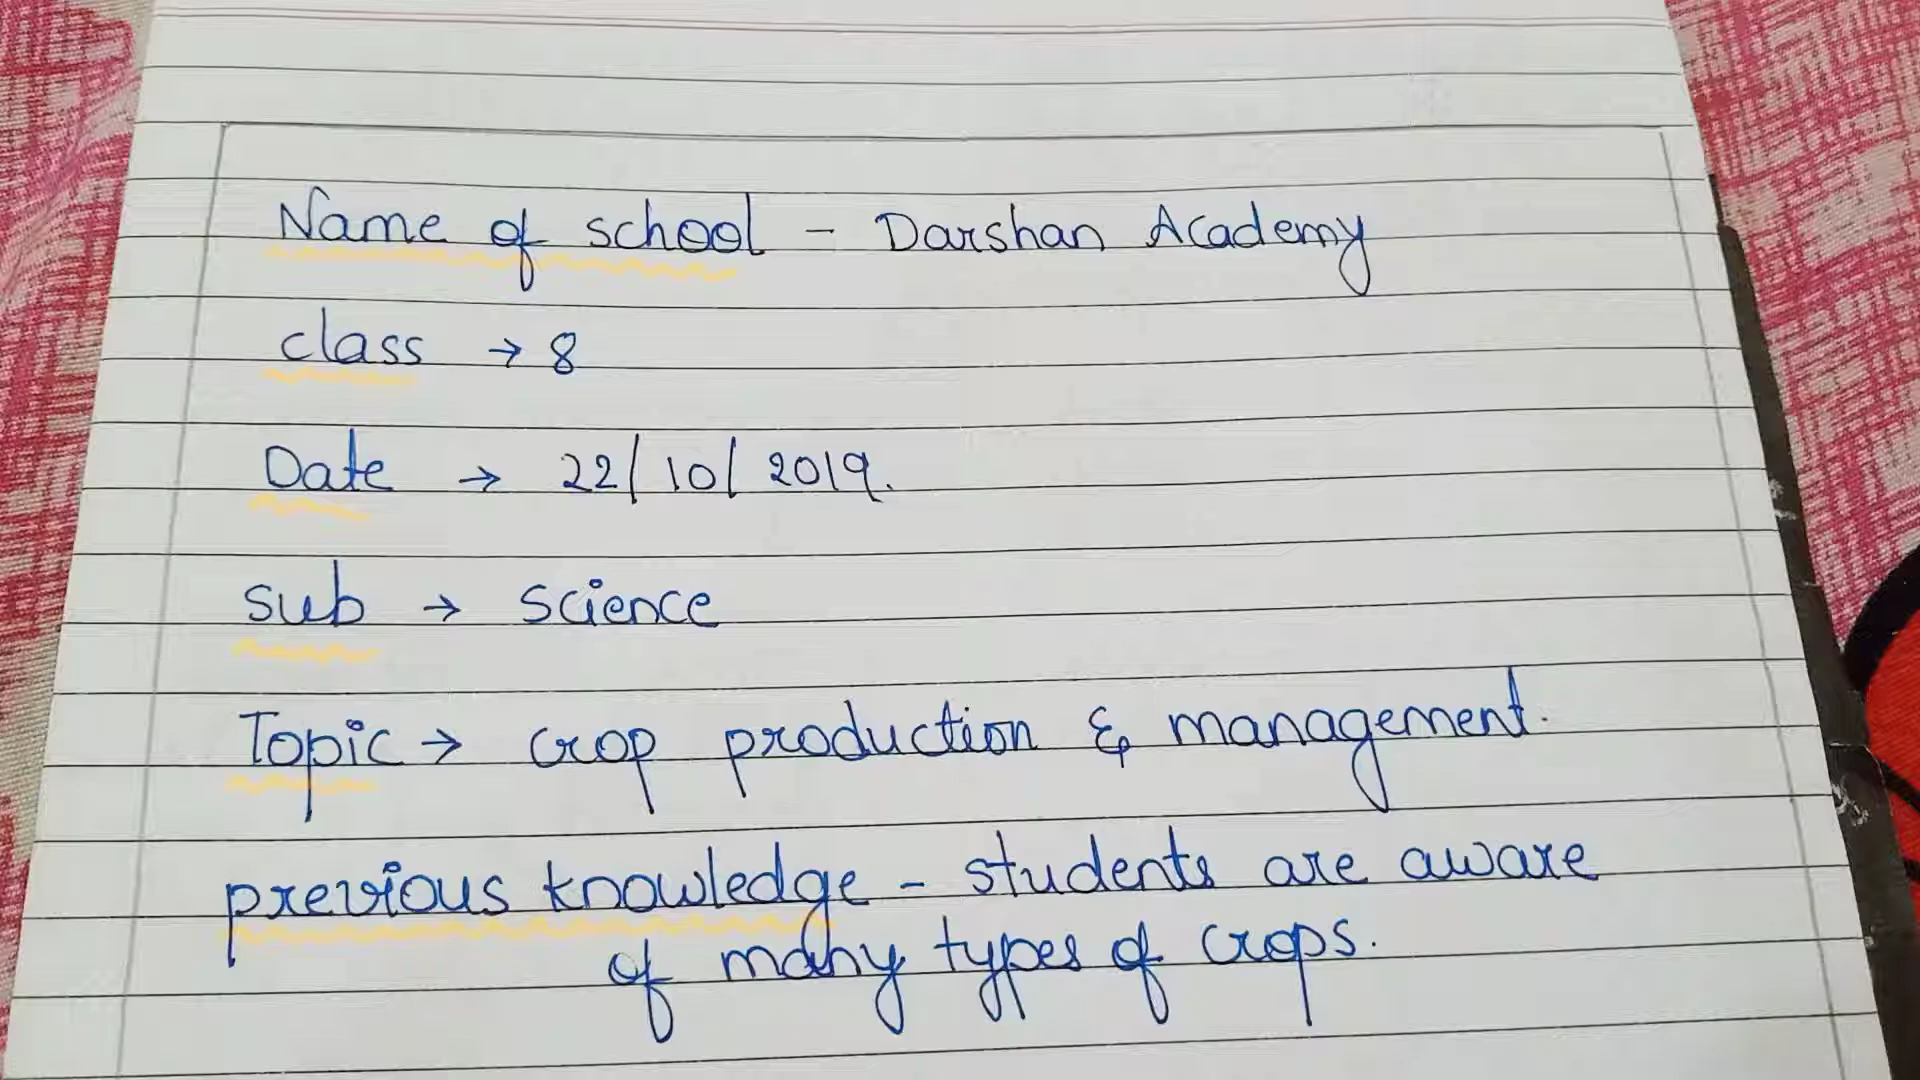 Name of school - Darshan Academy
class → 8
Date → 22/10/2019.
sub → science
Topic → crop production & management.
previous knowledge - students are aware
of many types of crops.